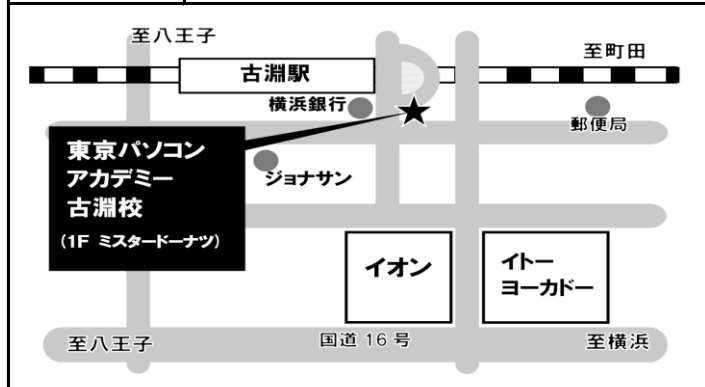 至八王子
古淵駅
至町田
横浜銀行
郵便局
東京パソコン
アカデミー
古淵校
(1F ミスタードーナツ)
ジョナサン
イオン
イトー
ヨーカドー
至八王子
国道16号
至横浜